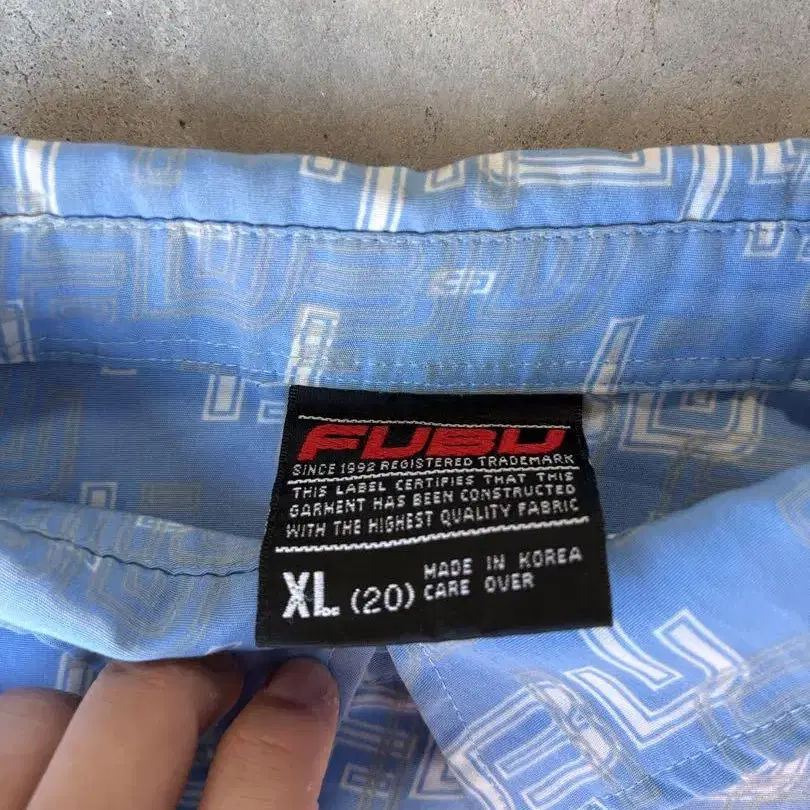 FUBU
SINCE 1992 REGISTERED TRADEMARK
THIS LABEL CERTIFIES THAT THIS
GARMENT HAS BEEN CONSTRUCTED
WITH THE HIGHEST QUALITY FABRIC
XL (20)
MADE IN KOREA
CARE OVER